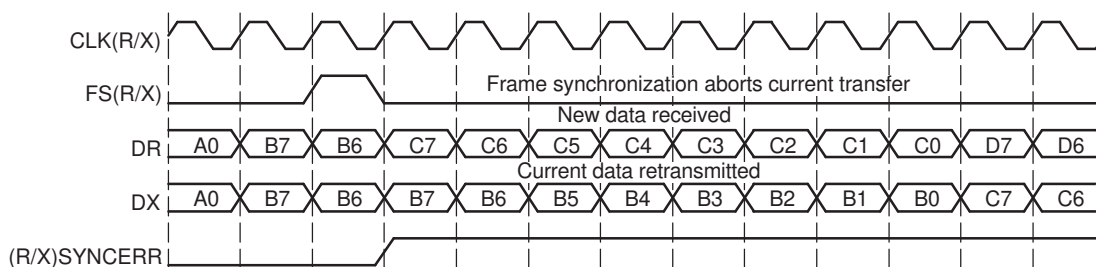 CLK(R/X)
FS(R/X)
Frame synchronization aborts current transfer
New data received
DR A0 B7 B6 C7 C6 C5 C4 C3 C2 C1 C0 D7 D6
Current data retransmitted
DX A0 B7 B6 B7 B6 B5 B4 B3 B2 B1 B0 C7 C6
(R/X)SYNCERR